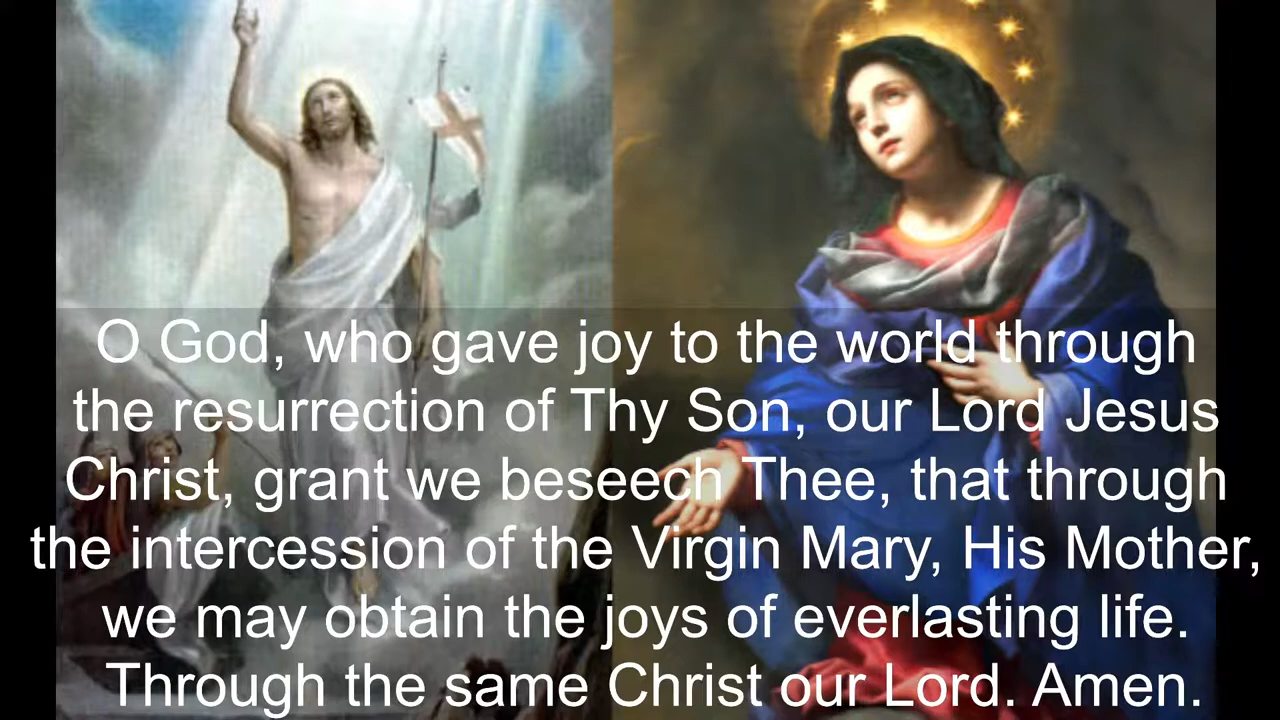 O God, who gave joy to the world through
the resurrection of Thy Son, our Lord Jesus
Christ, grant we beseech Thee, that through
the intercession of the Virgin Mary, His Mother,
we may obtain the joys of everlasting life.
Through the same Christ our Lord. Amen.